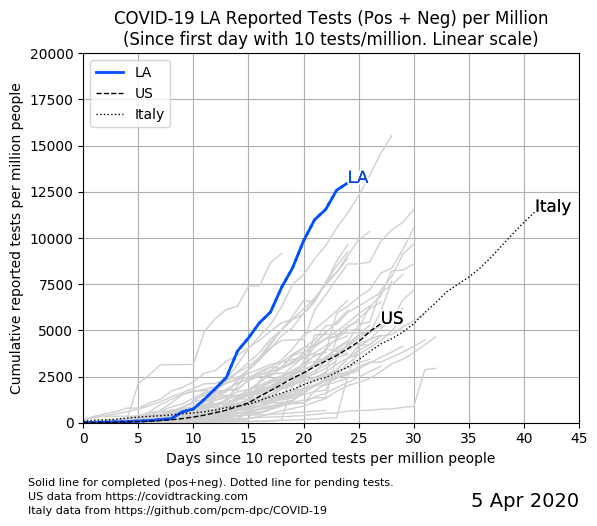 COVID-19 LA Reported Tests (Pos + Neg) per Million
(Since first day with 10 tests/million. Linear scale)
Cumulative reported tests per million people
20000
17500
15000
12500
10000
7500
5000
2500
0
LA
US
Italy
LA
Italy
US
0 5 10 15 20 25 30 35 40 45
Days since 10 reported tests per million people
Solid line for completed (pos+neg). Dotted line for pending tests.
US data from https://covidtracking.com
Italy data from https://github.com/pcm-dpc/COVID-19
5 Apr 2020